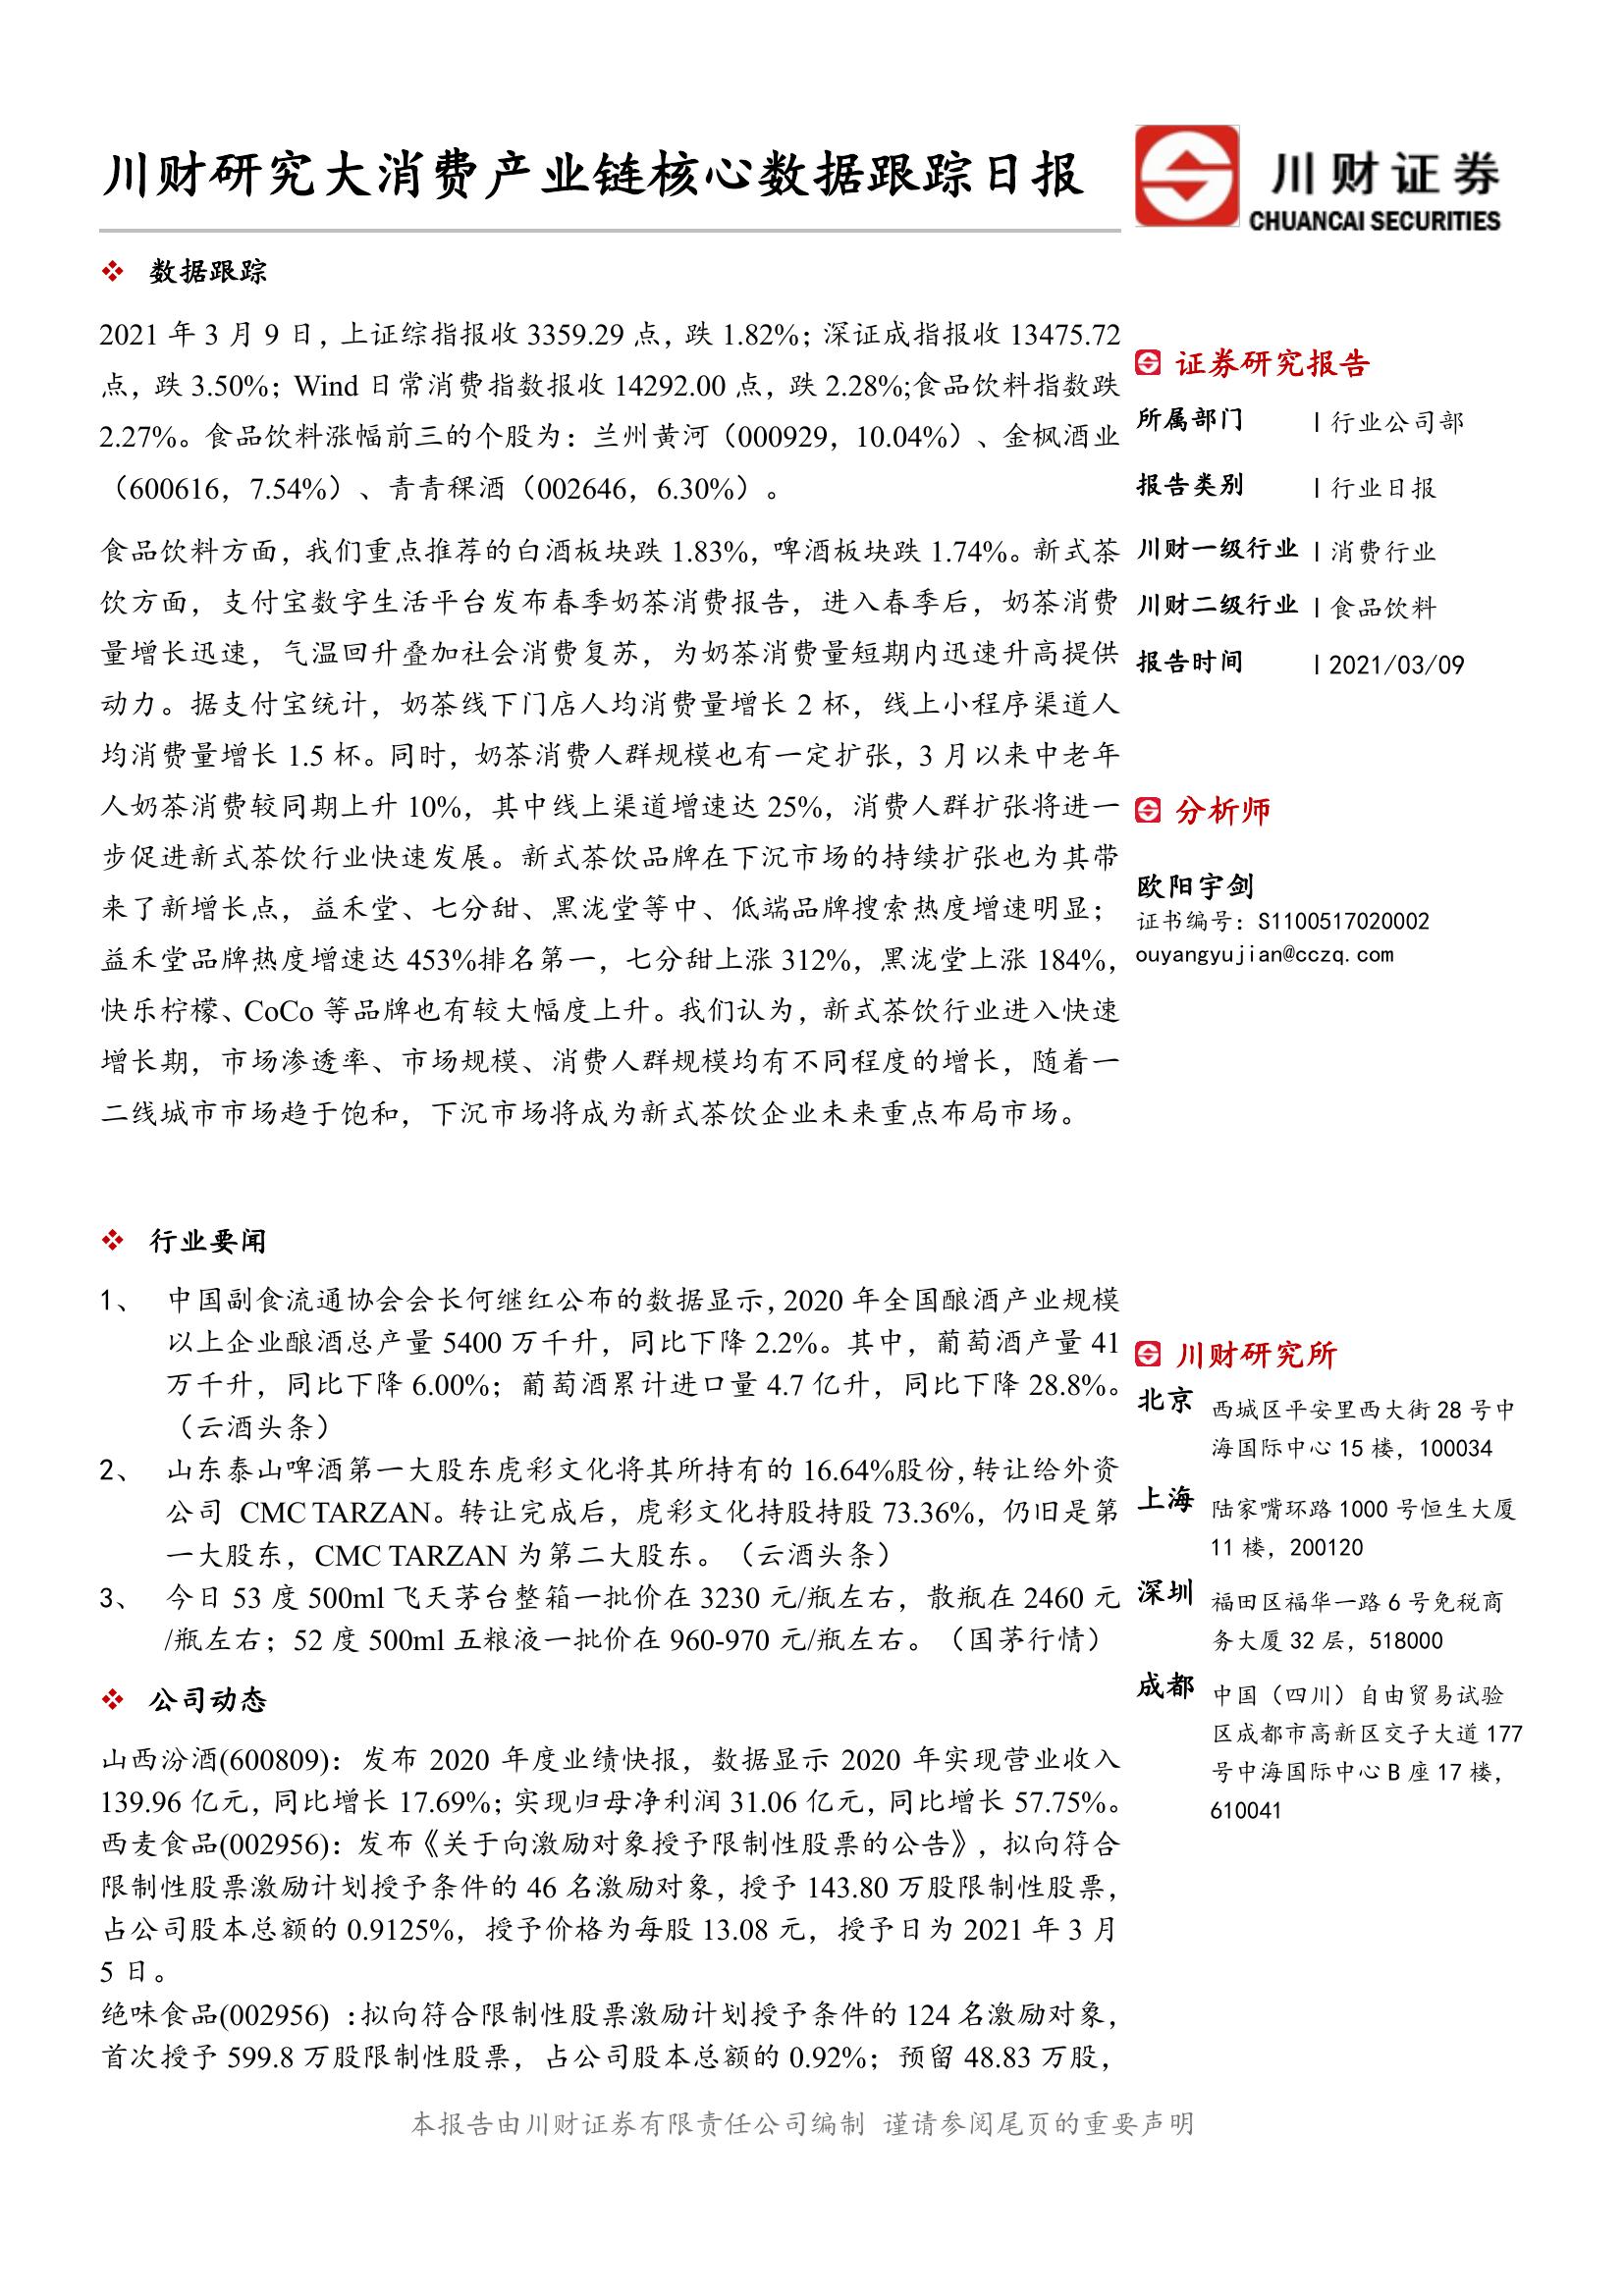 川财研究大消费产业链核心数据跟踪日报
川财证券
CHUANCAI SECURITIES
数据跟踪
2021 年 3 月 9 日，上证综指报收 3359.29 点，跌 1.82%；深证成指报收 13475.72
点，跌 3.50%；Wind 日常消费指数报收 14292.00 点，跌 2.28%;食品饮料指数跌
2.27%。食品饮料涨幅前三的个股为：兰州黄河（000929，10.04%）、金枫酒业
（600616，7.54%）、青青稞酒（002646，6.30%）。
食品饮料方面，我们重点推荐的白酒板块跌 1.83%，啤酒板块跌 1.74%。新式茶
饮方面，支付宝数字生活平台发布春季奶茶消费报告，进入春季后，奶茶消费
量增长迅速，气温回升叠加社会消费复苏，为奶茶消费量短期内迅速升高提供
动力。据支付宝统计，奶茶线下门店人均消费量增长 2 杯，线上小程序渠道人
均消费量增长 1.5 杯。同时，奶茶消费人群规模也有一定扩张，3 月以来中老年
人奶茶消费较同期上升 10%，其中线上渠道增速达 25%，消费人群扩张将进一
步促进新式茶饮行业快速发展。新式茶饮品牌在下沉市场的持续扩张也为其带
来了新增长点，益禾堂、七分甜、黑泷堂等中、低端品牌搜索热度增速明显；
益禾堂品牌热度增速达 453%排名第一，七分甜上涨 312%，黑泷堂上涨 184%，
快乐柠檬、CoCo 等品牌也有较大幅度上升。我们认为，新式茶饮行业进入快速
增长期，市场渗透率、市场规模、消费人群规模均有不同程度的增长，随着一
二线城市市场趋于饱和，下沉市场将成为新式茶饮企业未来重点布局市场。
行业要闻
1、 中国副食流通协会会长何继红公布的数据显示，2020 年全国酿酒产业规模
以上企业酿酒总产量 5400 万千升，同比下降 2.2%。其中，葡萄酒产量 41
万千升，同比下降 6.00%；葡萄酒累计进口量 4.7 亿升，同比下降 28.8%。
（云酒头条）
2、 山东泰山啤酒第一大股东虎彩文化将其所持有的 16.64%股份，转让给外资
公司 CMC TARZAN。转让完成后，虎彩文化持股持股 73.36%，仍旧是第
一大股东，CMC TARZAN 为第二大股东。（云酒头条）
3、 今日 53 度 500ml 飞天茅台整箱一批价在 3230 元/瓶左右，散瓶在 2460 元
/瓶左右；52 度 500ml 五粮液一批价在 960-970 元/瓶左右。（国茅行情）
公司动态
山西汾酒(600809)：发布 2020 年度业绩快报，数据显示 2020 年实现营业收入
139.96 亿元，同比增长 17.69%；实现归母净利润 31.06 亿元，同比增长 57.75%。
西麦食品(002956)：发布《关于向激励对象授予限制性股票的公告》，拟向符合
限制性股票激励计划授予条件的 46 名激励对象，授予 143.80 万股限制性股票，
占公司股本总额的 0.9125%，授予价格为每股 13.08 元，授予日为 2021 年 3 月
5 日。
绝味食品(002956) :拟向符合限制性股票激励计划授予条件的 124 名激励对象，
首次授予 599.8 万股限制性股票，占公司股本总额的 0.92%；预留 48.83 万股，
证券研究报告
所属部门 | 行业公司部
报告类别 | 行业日报
川财一级行业 | 消费行业
川财二级行业 | 食品饮料
报告时间 | 2021/03/09
分析师
欧阳宇剑
证书编号：S1100517020002
ouyangyujian@cczq.com
川财研究所
北京 西城区平安里西大街 28 号中
海国际中心 15 楼，100034
上海 陆家嘴环路 1000 号恒生大厦
11 楼，200120
深圳 福田区福华一路 6 号免税商
务大厦 32 层，518000
成都 中国（四川）自由贸易试验
区成都市高新区交子大道 177
号中海国际中心 B 座 17 楼，
610041
本报告由川财证券有限责任公司编制 谨请参阅尾页的重要声明